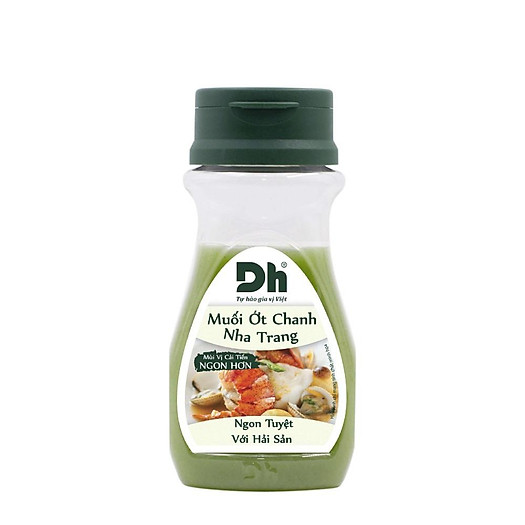 Dh®
Tự hào gia vị Việt
Muối Ớt Chanh
Nha Trang
Mùi Vị Cải Tiến
NGON HƠN
Ngon Tuyệt
Với Hải Sản
Dh